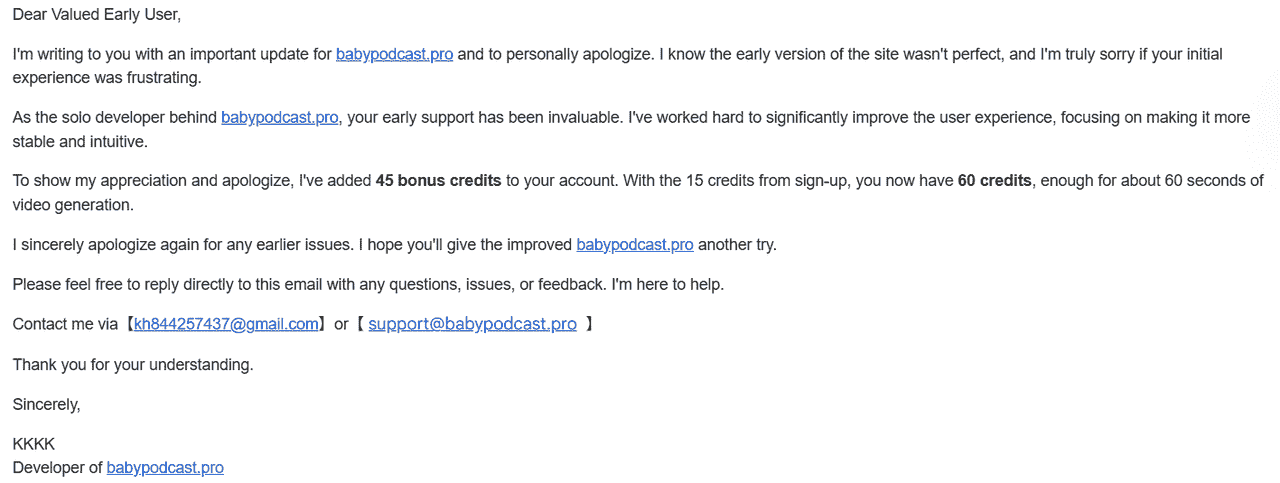 Dear Valued Early User,
I'm writing to you with an important update for babypodcast.pro and to personally apologize. I know the early version of the site wasn't perfect, and I'm truly sorry if your initial
experience was frustrating.
As the solo developer behind babypodcast.pro, your early support has been invaluable. I've worked hard to significantly improve the user experience, focusing on making it more
stable and intuitive.
To show my appreciation and apologize, I've added 45 bonus credits to your account. With the 15 credits from sign-up, you now have 60 credits, enough for about 60 seconds of
video generation.
I sincerely apologize again for any earlier issues. I hope you'll give the improved babypodcast.pro another try.
Please feel free to reply directly to this email with any questions, issues, or feedback. I'm here to help.
Contact me via【kh844257437@gmail.com】or【 support@babypodcast.pro 】
Thank you for your understanding.
Sincerely,
KKKK
Developer of babypodcast.pro